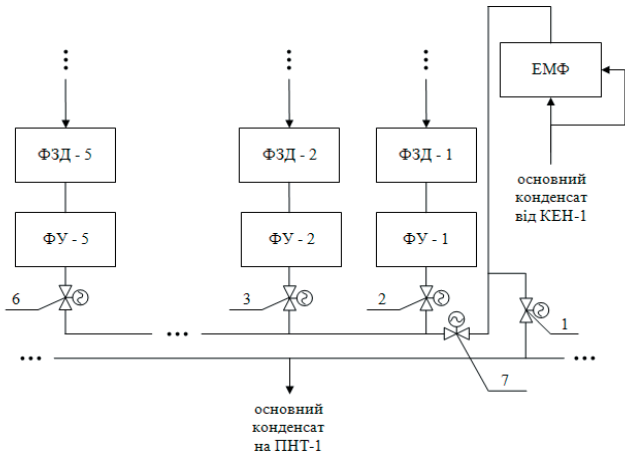 ЕМФ
ФЗД - 5
ФЗД - 2
ФЗД - 1
основний
конденсат
від КЕН-1
ФУ - 5
ФУ - 2
ФУ - 1
6
3
2
1
7
основний
конденсат
на ПНТ-1